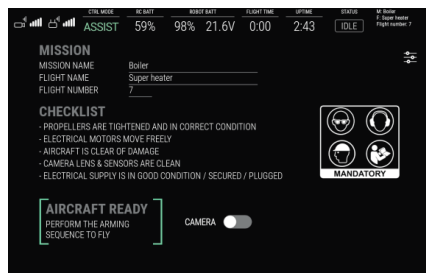 CTRL MODE RC BATT ROBOT BATT FLIGHT TIME UPTIME STATUS
ASSIST 59% 98% 21.6V 0:00 2:43 IDLE
M: Boiler
F: Super heater
Flight number: 7
MISSION
MISSION NAME Boiler
FLIGHT NAME Super heater
FLIGHT NUMBER 7
CHECKLIST
- PROPELLERS ARE TIGHTENED AND IN CORRECT CONDITION
- ELECTRICAL MOTORS MOVE FREELY
- AIRCRAFT IS CLEAR OF DAMAGE
- CAMERA LENS & SENSORS ARE CLEAN
- ELECTRICAL SUPPLY IS IN GOOD CONDITION / SECURED / PLUGGED
MANDATORY
AIRCRAFT READY
PERFORM THE ARMING
SEQUENCE TO FLY
CAMERA